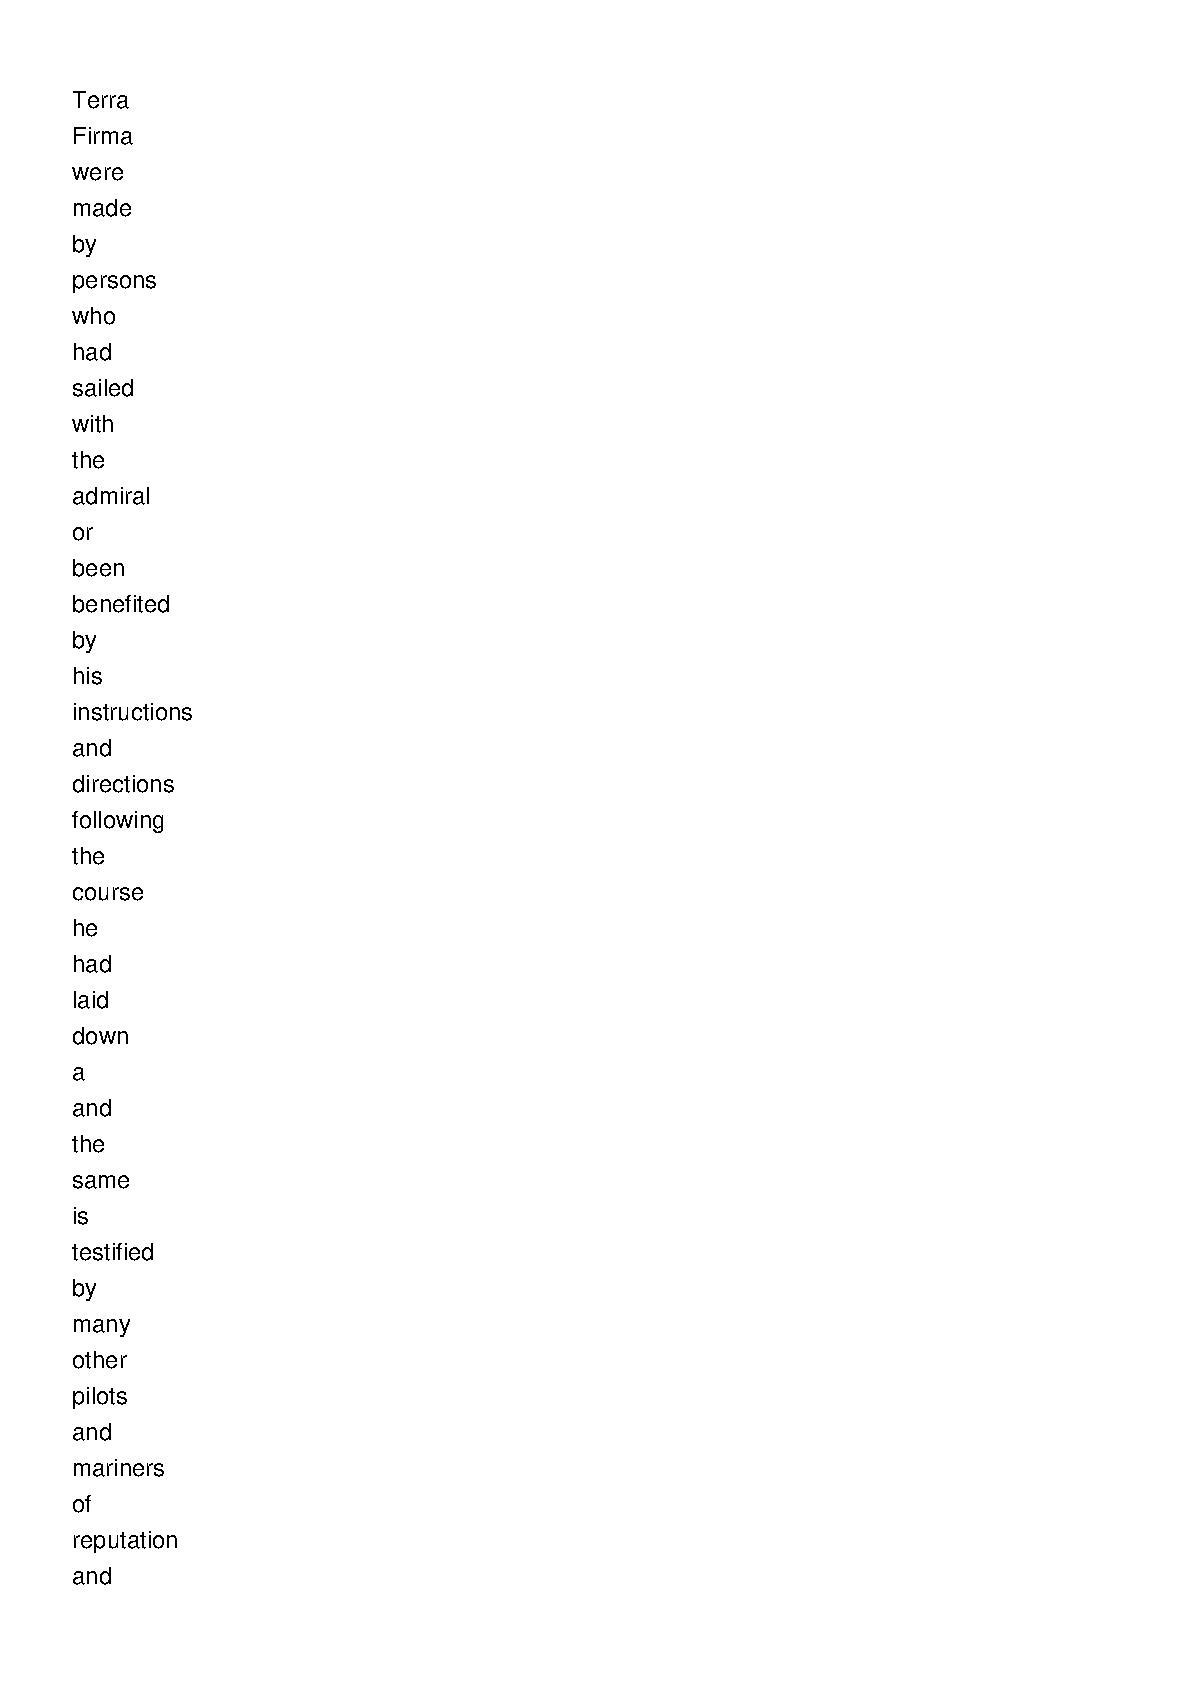 Terra
Firma
were
made
by
persons
who
had
sailed
with
the
admiral
or
been
benefited
by
his
instructions
and
directions
following
the
course
he
had
laid
down
a
and
the
same
is
testified
by
many
other
pilots
and
mariners
of
reputation
and